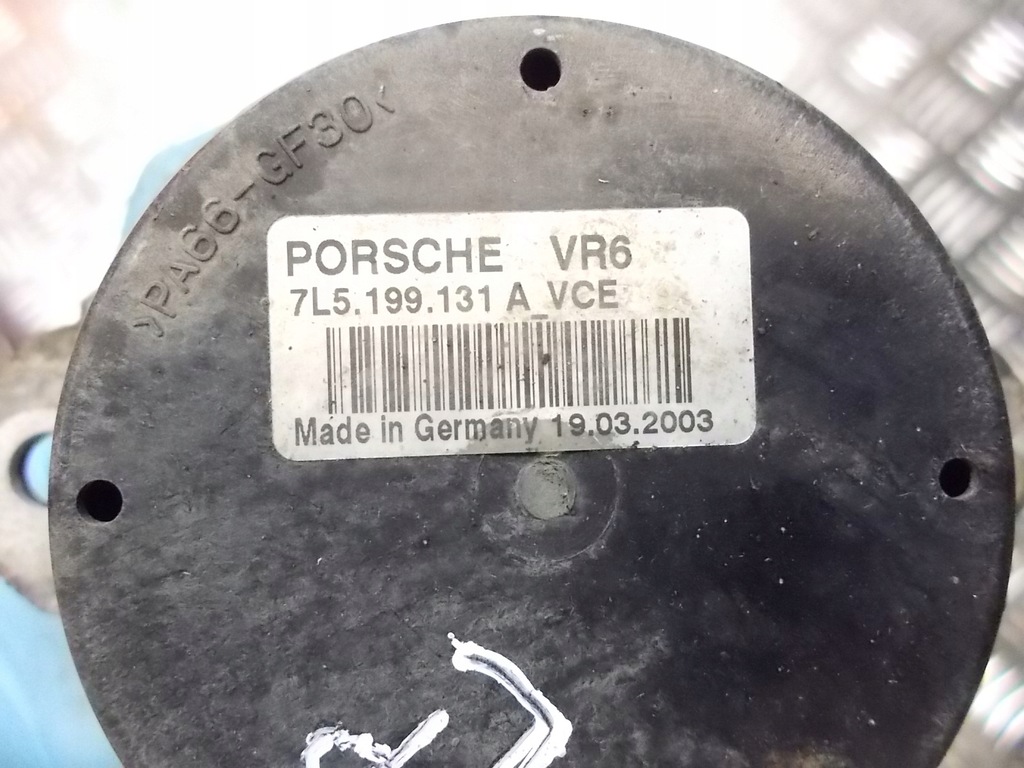 >PA66-GF30<
PORSCHE VR6
7L5.199.131 A_VCE
Made in Germany 19.03.2003